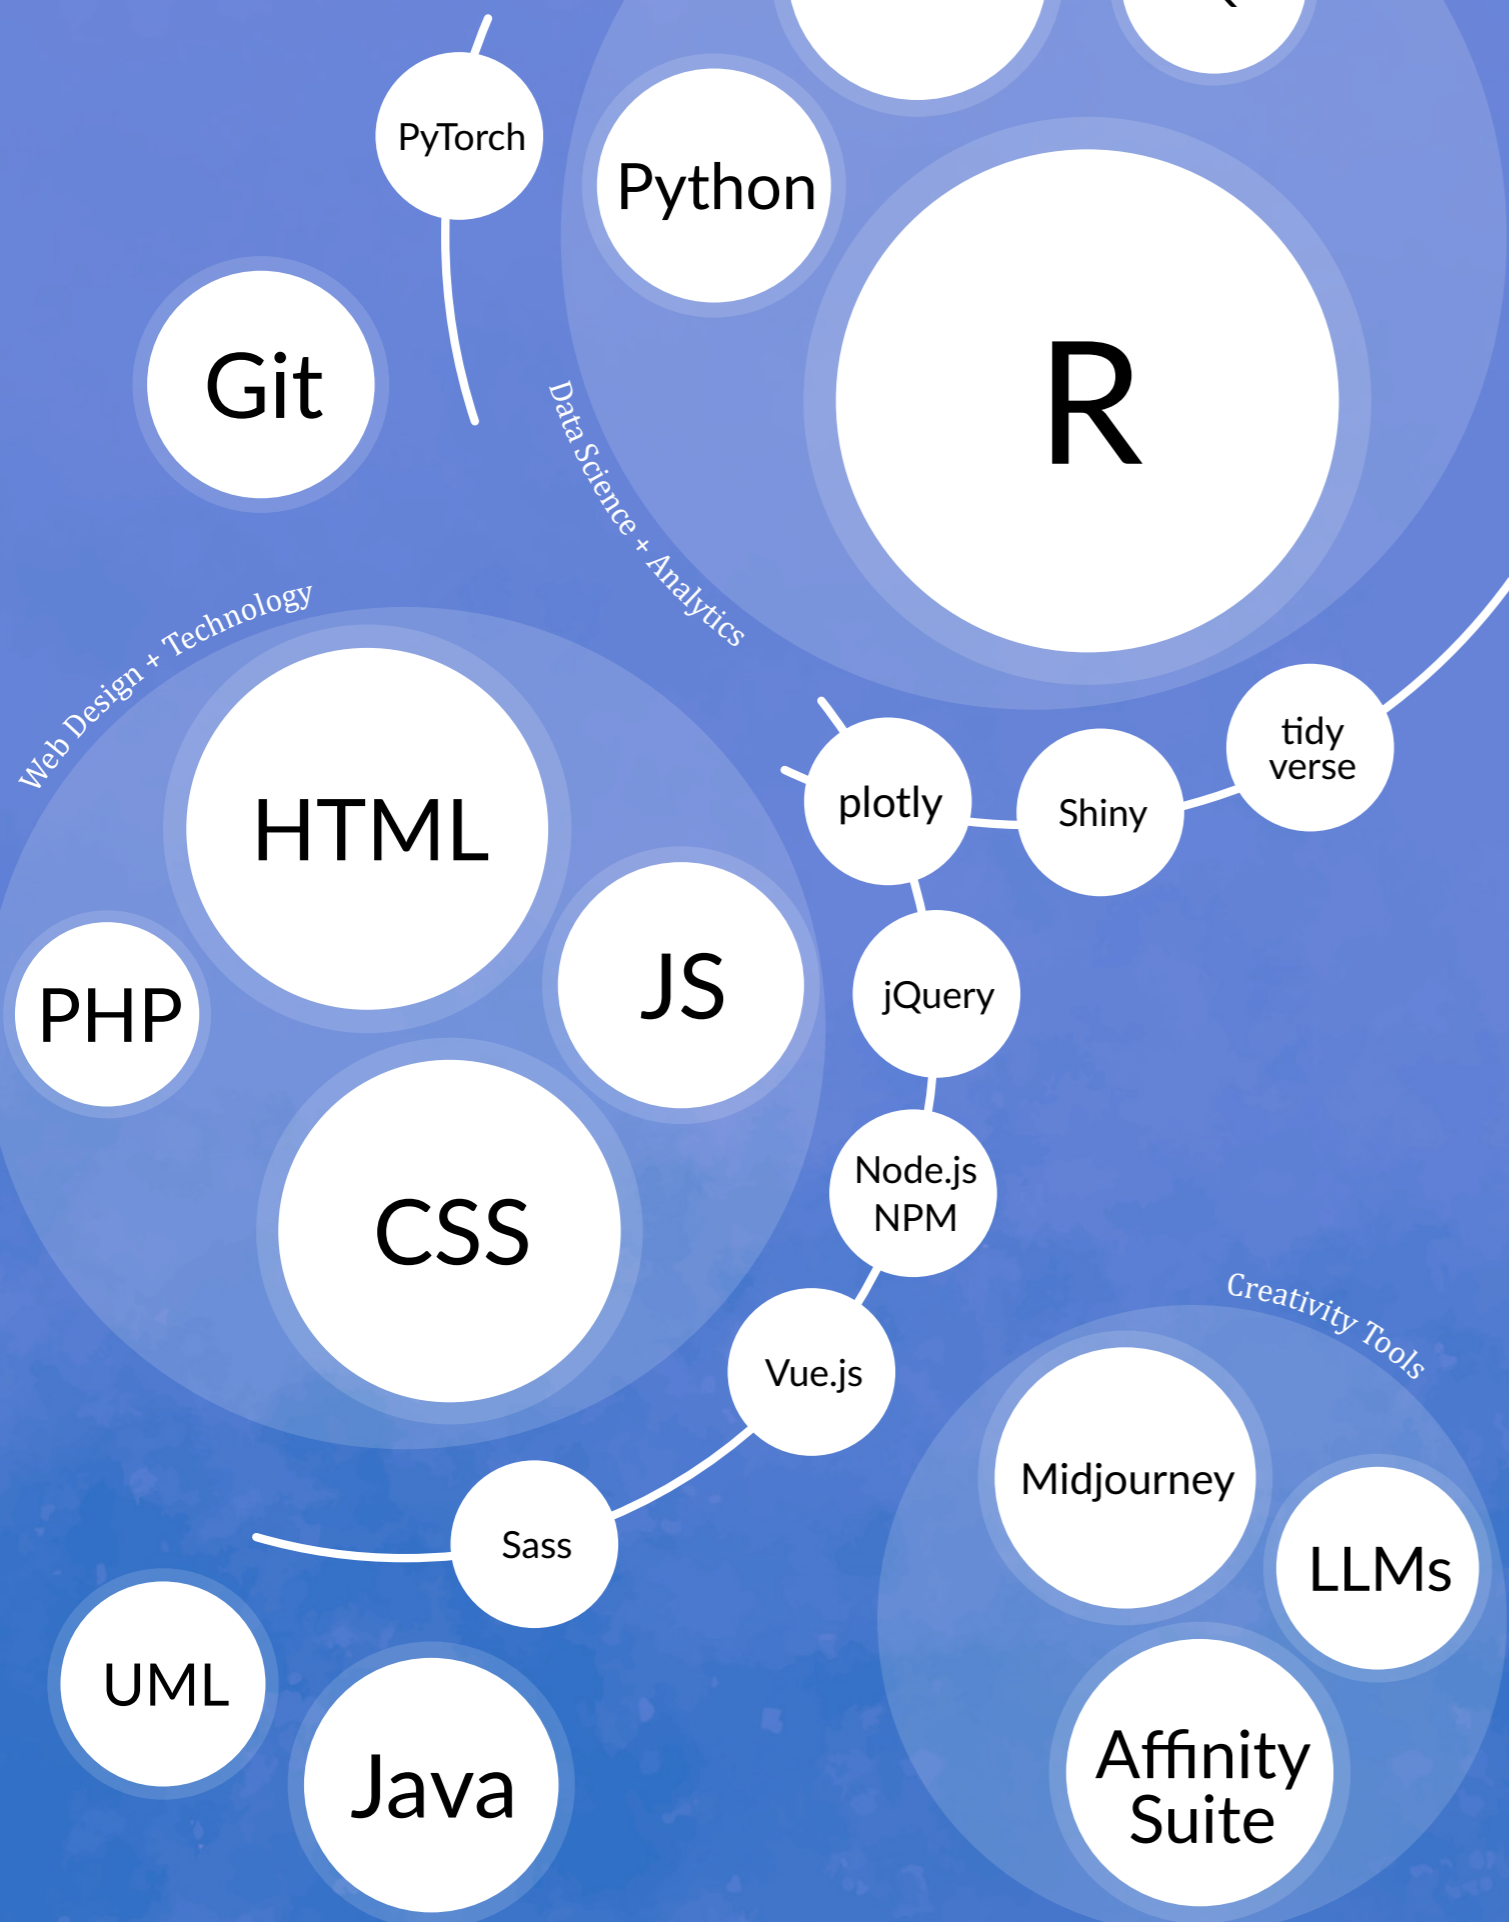 PyTorch
Python
R
Git
Data Science + Analytics
Web Design + Technology
HTML
tidy
verse
plotly
Shiny
JS
jQuery
PHP
CSS
Node.js
NPM
Vue.js
Creativity Tools
Midjourney
LLMs
Sass
UML
Java
Affinity
Suite